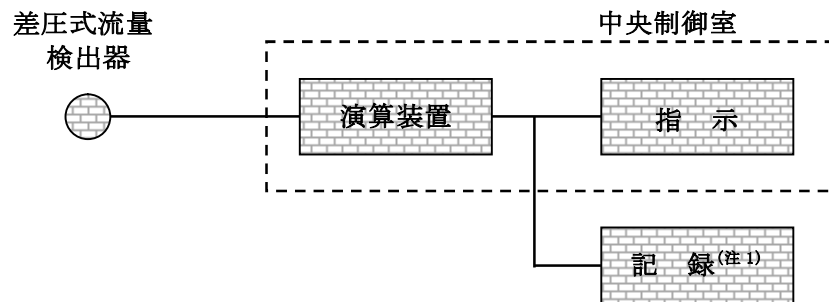 差圧式流量
検出器
中央制御室
演算装置
指 示
記 録(注1)